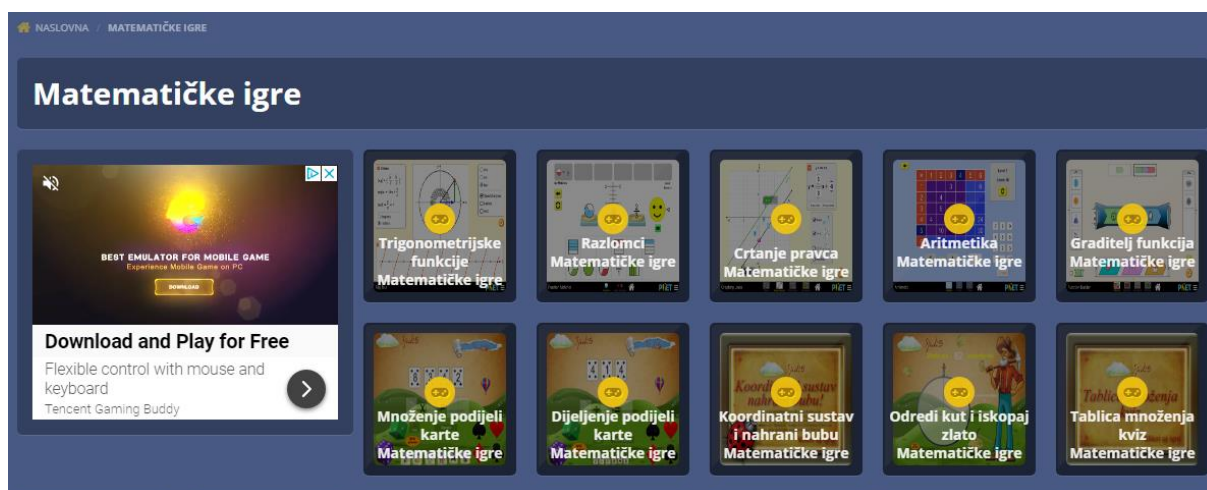 NASLOVNA / MATEMATIČKE IGRE
Matematičke igre
BEST EMULATOR FOR MOBILE GAME
Experience Mobile Game on PC
DOWNLOAD
Download and Play for Free
Flexible control with mouse and
keyboard
Tencent Gaming Buddy
Trigonometrijske
funkcije
Matematičke igre
Razlomci
Matematičke igre
Crtanje pravca
Matematičke igre
Aritmetika
Matematičke igre
Graditelj funkcija
Matematičke igre
Množenje podijeli
karte
Matematičke igre
Dijeljenje podijeli
karte
Matematičke igre
Koordinatni sustav
i nahrani bubu
Matematičke igre
Odredi kut i iskopaj
zlato
Matematičke igre
Tablica množenja
kviz
Matematičke igre